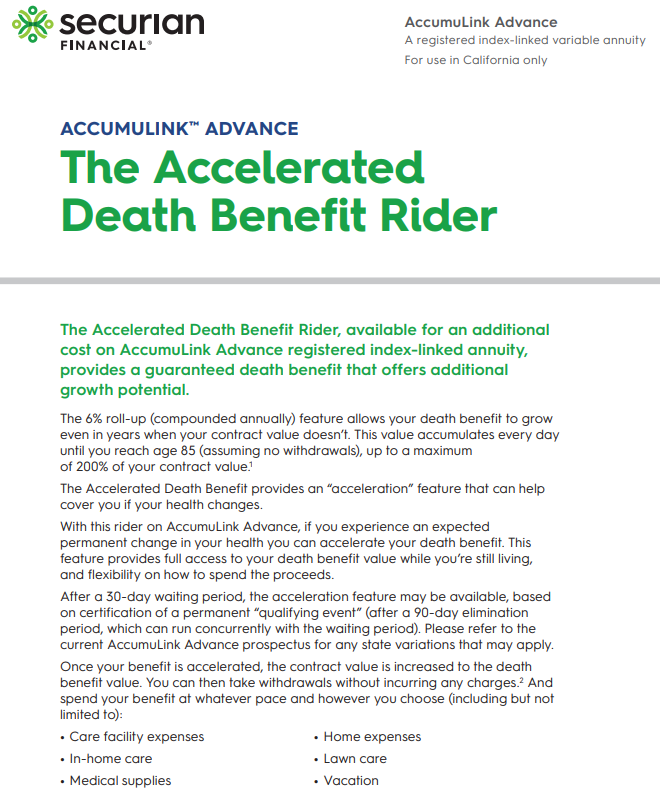 securian
FINANCIAL®
AccumuLink Advance
A registered index-linked variable annuity
For use in California only
ACCUMULINK™ ADVANCE
The Accelerated
Death Benefit Rider
The Accelerated Death Benefit Rider, available for an additional
cost on AccumuLink Advance registered index-linked annuity,
provides a guaranteed death benefit that offers additional
growth potential.
The 6% roll-up (compounded annually) feature allows your death benefit to grow
even in years when your contract value doesn't. This value accumulates every day
until you reach age 85 (assuming no withdrawals), up to a maximum
of 200% of your contract value.¹
The Accelerated Death Benefit provides an “acceleration” feature that can help
cover you if your health changes.
With this rider on AccumuLink Advance, if you experience an expected
permanent change in your health you can accelerate your death benefit. This
feature provides full access to your death benefit value while you're still living,
and flexibility on how to spend the proceeds.
After a 30-day waiting period, the acceleration feature may be available, based
on certification of a permanent “qualifying event” (after a 90-day elimination
period, which can run concurrently with the waiting period). Please refer to the
current AccumuLink Advance prospectus for any state variations that may apply.
Once your benefit is accelerated, the contract value is increased to the death
benefit value. You can then take withdrawals without incurring any charges.² And
spend your benefit at whatever pace and however you choose (including but not
limited to):
• Care facility expenses
• In-home care
• Medical supplies
• Home expenses
• Lawn care
• Vacation